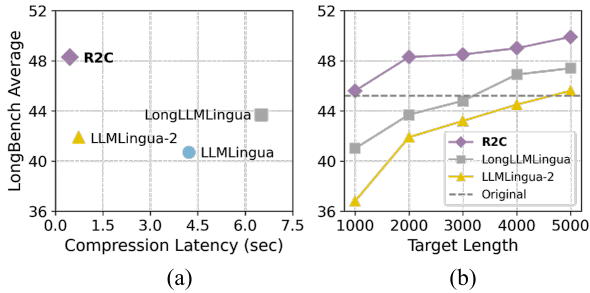 LongBench Average
52
48
44
40
36
R2C
LongLLMLingua
LLMLingua-2
LLMLingua
0.0 1.5 3.0 4.5 6.0 7.5
Compression Latency (sec)
(a)
52
48
44
40
36
R2C
LongLLMLingua
LLMLingua-2
Original
1000 2000 3000 4000 5000
Target Length
(b)